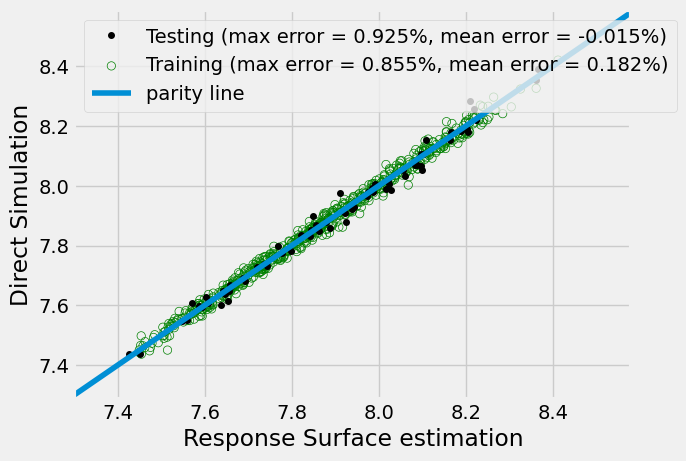 Testing (max error = 0.925%, mean error = -0.015%)
Training (max error = 0.855%, mean error = 0.182%)
parity line
8.4
8.2
8.0
7.8
7.6
7.4
Direct Simulation
7.4 7.6 7.8 8.0 8.2 8.4
Response Surface estimation